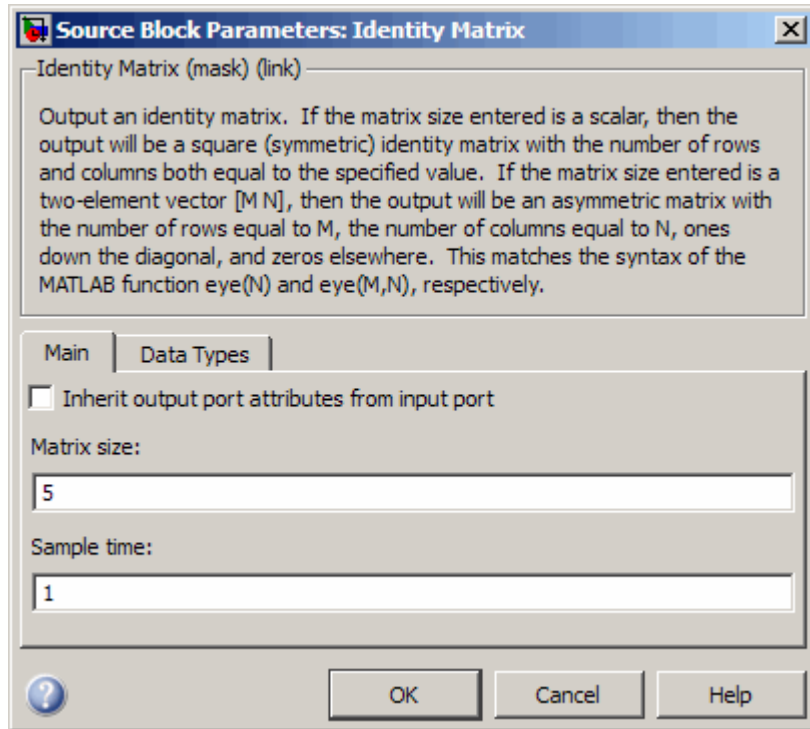 Source Block Parameters: Identity Matrix
Identity Matrix (mask) (link)
Output an identity matrix.  If the matrix size entered is a scalar, then the
output will be a square (symmetric) identity matrix with the number of rows
and columns both equal to the specified value.  If the matrix size entered is a
two-element vector [M N], then the output will be an asymmetric matrix with
the number of rows equal to M, the number of columns equal to N, ones
down the diagonal, and zeros elsewhere.  This matches the syntax of the
MATLAB function eye(N) and eye(M,N), respectively.
Main Data Types
Inherit output port attributes from input port
Matrix size:
5
Sample time:
1
? OK Cancel Help